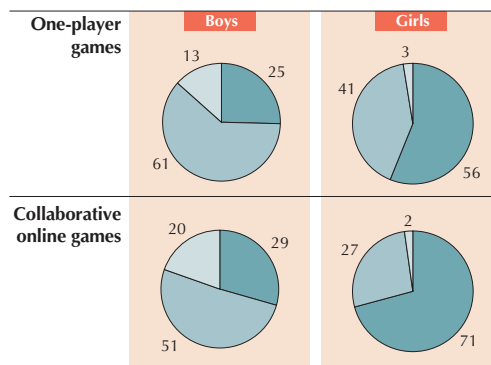 Boys
Girls
One-player
games
13
25
61
3
41
56
Collaborative
online games
20
29
51
2
27
71